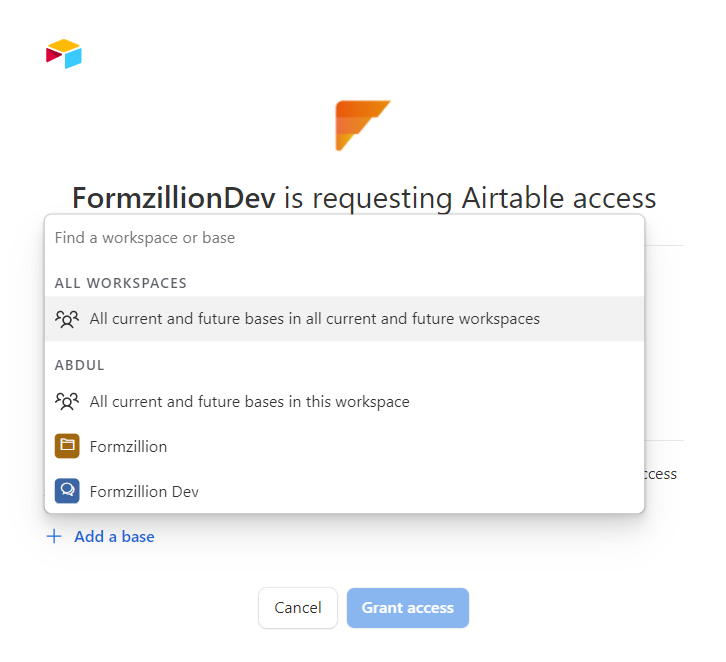 FormzillionDev is requesting Airtable access
Find a workspace or base
ALL WORKSPACES
All current and future bases in all current and future workspaces
ABDUL
All current and future bases in this workspace
Formzillion
Formzillion Dev
+ Add a base
Cancel
Grant access